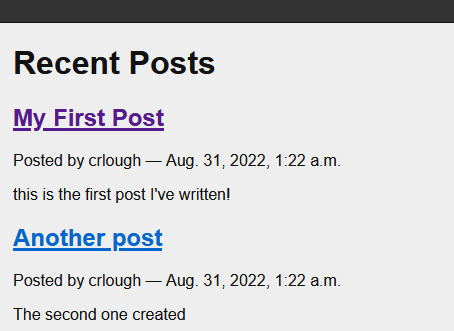 Recent Posts
My First Post
Posted by crlough — Aug. 31, 2022, 1:22 a.m.
this is the first post I've written!
Another post
Posted by crlough — Aug. 31, 2022, 1:22 a.m.
The second one created